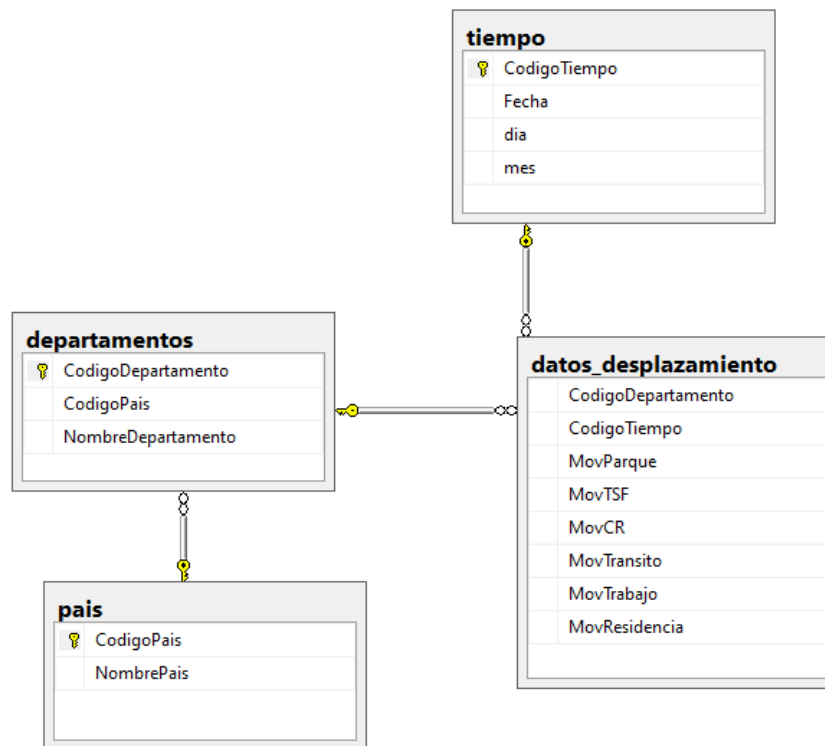 tiempo
CodigoTiempo
Fecha
dia
mes
departamentos
CodigoDepartamento
CodigoPais
NombreDepartamento
datos_desplazamiento
CodigoDepartamento
CodigoTiempo
MovParque
MovTSF
MovCR
MovTransito
MovTrabajo
MovResidencia
pais
CodigoPais
NombrePais